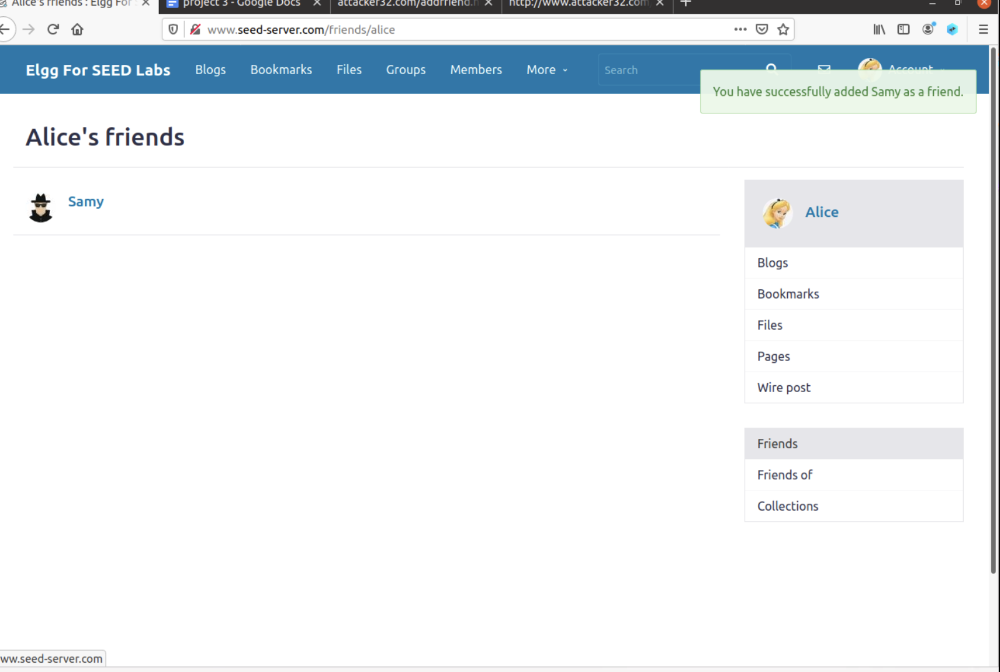 Alice's friends : Elgg For
project 3 - Google Docs
attacker32.com/addfriend.h
http://www.attacker32.com
www.seed-server.com/friends/alice
Elgg For SEED Labs
Blogs
Bookmarks
Files
Groups
Members
More
Search
Account
You have successfully added Samy as a friend.
Alice's friends
Samy
Alice
Blogs
Bookmarks
Files
Pages
Wire post
Friends
Friends of
Collections
ww.seed-server.com